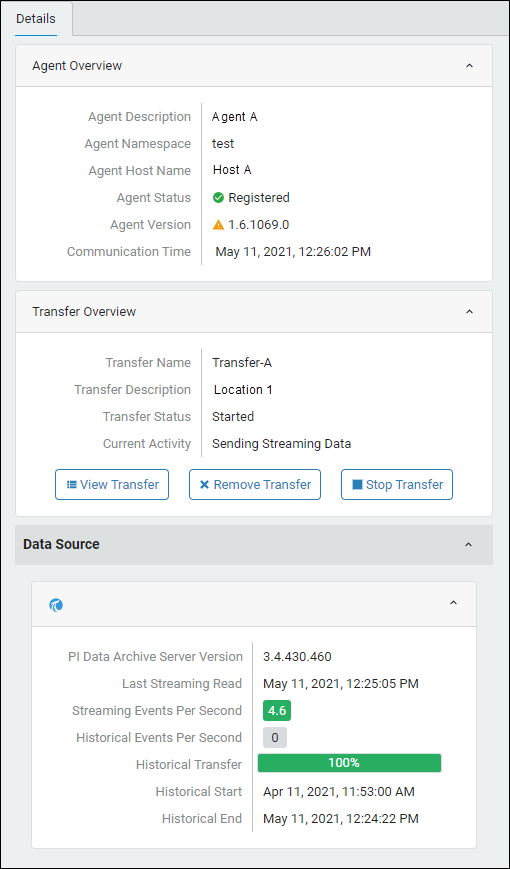 Details
Agent Overview
Agent Description Agent A
Agent Namespace test
Agent Host Name Host A
Agent Status Registered
Agent Version 1.6.1069.0
Communication Time May 11, 2021, 12:26:02 PM
Transfer Overview
Transfer Name Transfer-A
Transfer Description Location 1
Transfer Status Started
Current Activity Sending Streaming Data
View Transfer Remove Transfer Stop Transfer
Data Source
PI Data Archive Server Version 3.4.430.460
Last Streaming Read May 11, 2021, 12:25:05 PM
Streaming Events Per Second 4.6
Historical Events Per Second 0
Historical Transfer 100%
Historical Start Apr 11, 2021, 11:53:00 AM
Historical End May 11, 2021, 12:24:22 PM